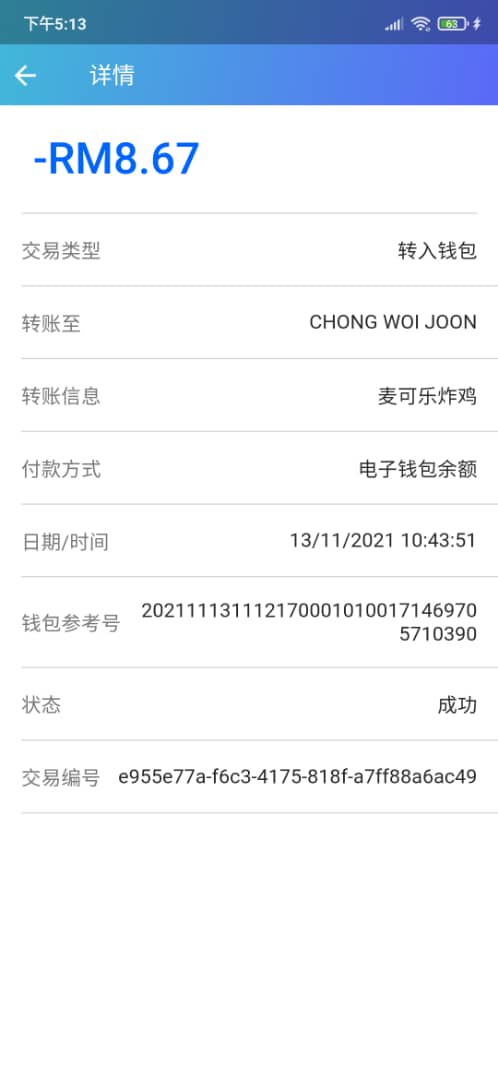 下午5:13
63
详情
-RM8.67
交易类型 转入钱包
转账至 CHONG WOI JOON
转账信息 麦可乐炸鸡
付款方式 电子钱包余额
日期/时间 13/11/2021 10:43:51
钱包参考号 202111131112170001010017146970
5710390
状态 成功
交易编号 e955e77a-f6c3-4175-818f-a7ff88a6ac49